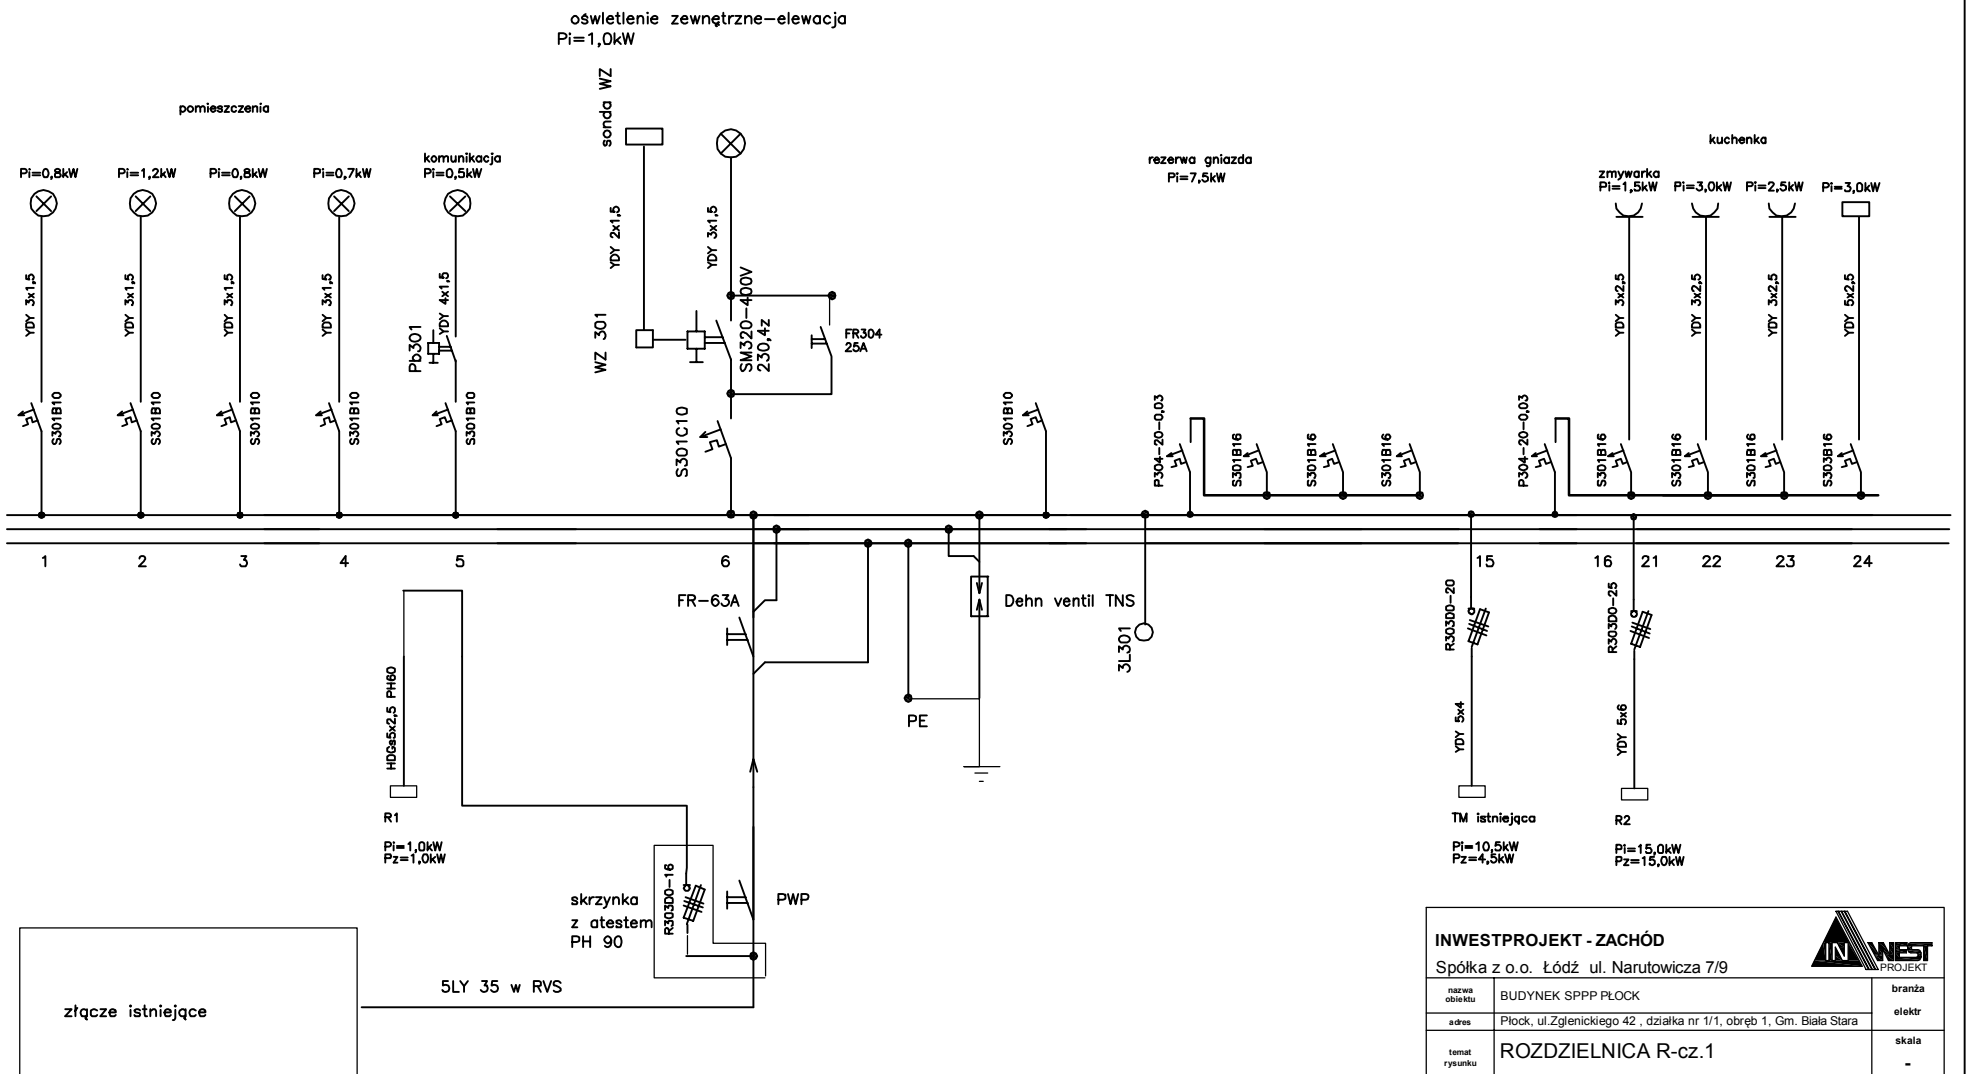 oświetlenie zewnętrzne-elewacja
Pi=1,0kW
pomieszczenia
Pi=0,8kW
Pi=1,2kW
Pi=0,8kW
Pi=0,7kW
komunikacja
Pi=0,5kW
sonda WZ
rezerwa gniazda
Pi=7,5kW
kuchenka
zmywarka
Pi=1,5kW
Pi=3,0kW
Pi=2,5kW
Pi=3,0kW
YDY 3x1,5
YDY 3x1,5
YDY 3x1,5
YDY 3x1,5
YDY 4x1,5
YDY 2x1,5
YDY 3x1,5
YDY 3x2,5
YDY 3x2,5
YDY 3x2,5
YDY 5x2,5
Pb301
WZ 301
SM320-400V
230,4z
FR304
25A
S301B10
S301B10
S301B10
S301B10
S301B10
S301C10
S301B10
P304-20-0,03
S301B16
S301B16
S301B16
P304-20-0,03
S301B16
S301B16
S301B16
S303B16
1
2
3
4
5
6
15
16
21
22
23
24
FR-63A
Dehn ventil TNS
3L301
R303D0-20
R303D0-25
HDGs5x2,5 PH60
PE
YDY 5x4
YDY 5x6
R1
Pi=1,0kW
Pz=1,0kW
TM istniejąca
Pi=10,5kW
Pz=4,5kW
R2
Pi=15,0kW
Pz=15,0kW
skrzynka
z atestem
PH 90
R303D0-16
PWP
5LY 35 w RVS
złącze istniejące
INWESTPROJEKT - ZACHÓD
Spółka z o.o. Łódź ul. Narutowicza 7/9
IN WEST
PROJEKT
nazwa
obiektu
BUDYNEK SPPP PŁOCK
branża
elektr
adres
Płock, ul.Zglenickiego 42 , działka nr 1/1, obręb 1, Gm. Biała Stara
temat
rysunku
ROZDZIELNICA R-cz.1
skala
-